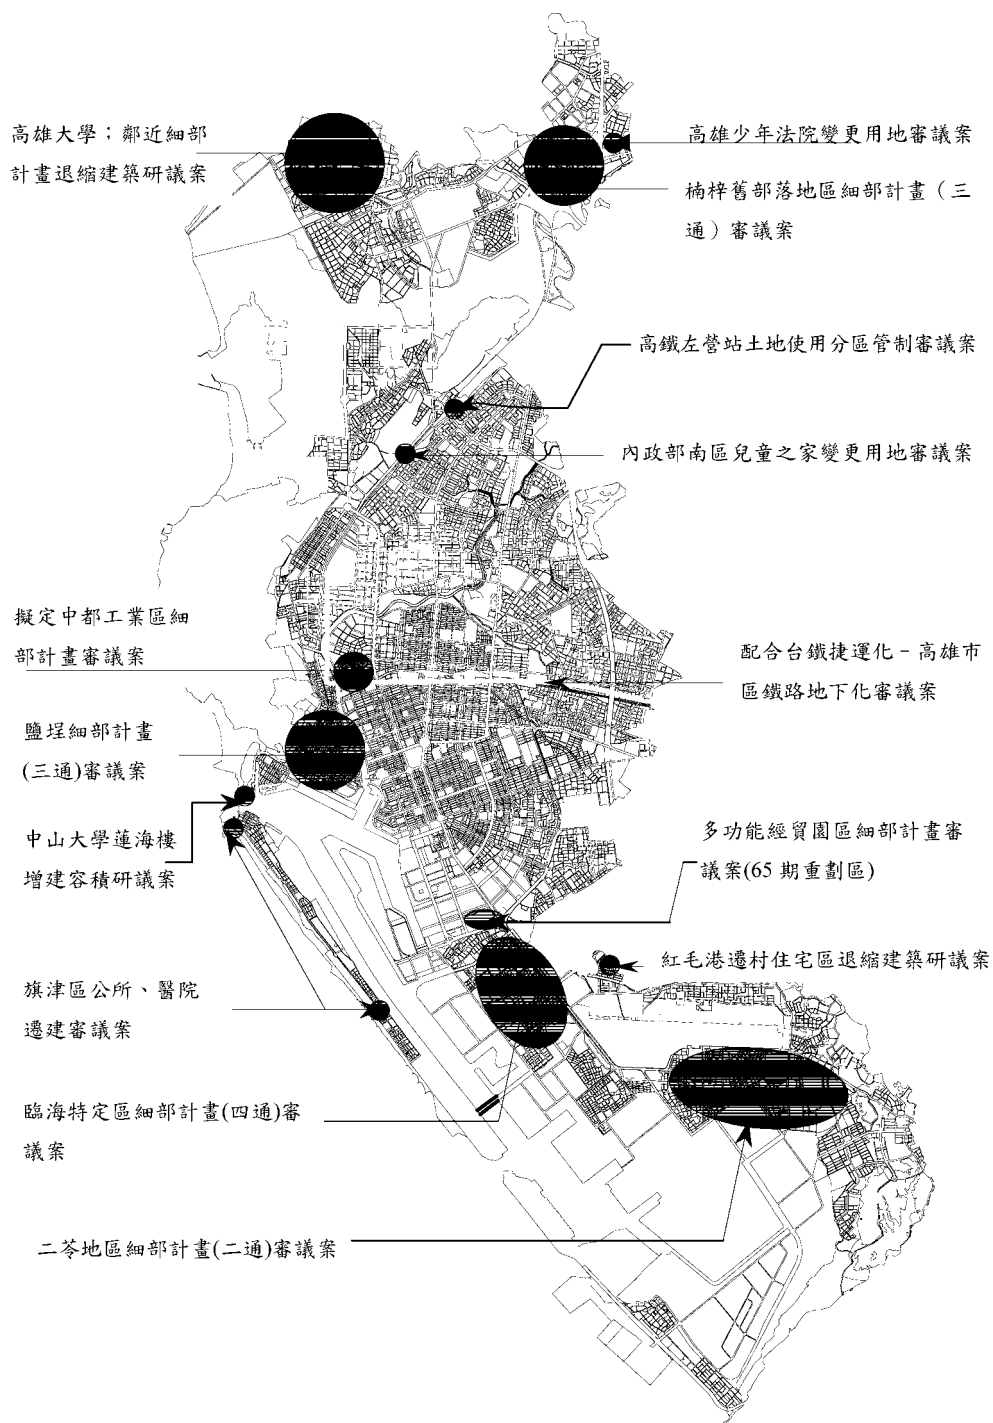 高雄大學；鄰近細部
計畫退縮建築研議案
高雄少年法院變更用地審議案
楠梓舊部落地區細部計畫（三
通）審議案
高鐵左營站土地使用分區管制審議案
內政部南區兒童之家變更用地審議案
擬定中都工業區細
部計畫審議案
配合台鐵捷運化－高雄市
區鐵路地下化審議案
鹽埕細部計畫
(三通)審議案
中山大學蓮海樓
增建容積研議案
多功能經貿園區細部計畫審
議案(65 期重劃區)
紅毛港遷村住宅區退縮建築研議案
旗津區公所、醫院
遷建審議案
臨海特定區細部計畫(四通)審
議案
二苓地區細部計畫(二通)審議案